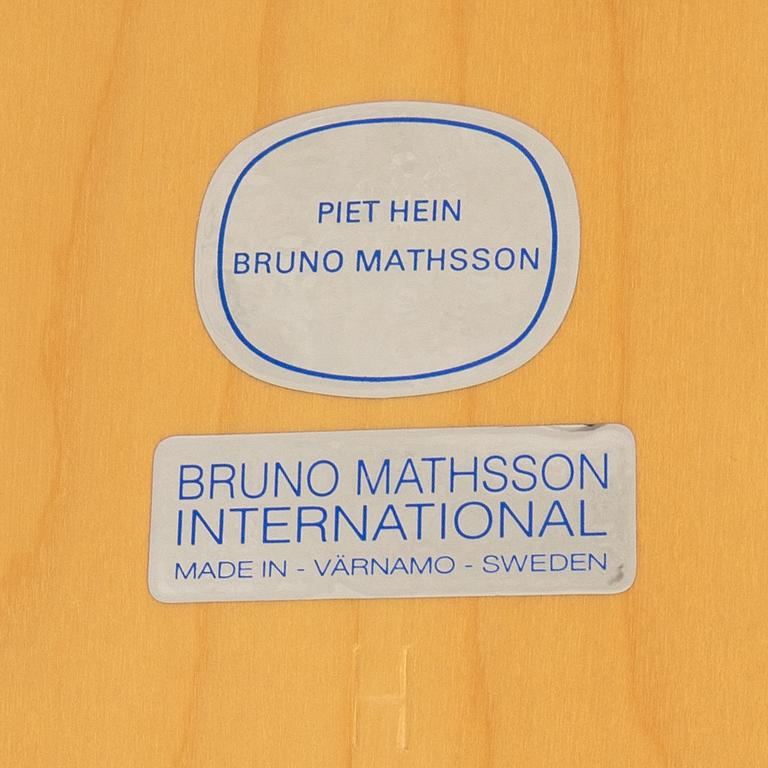 PIET HEIN
BRUNO MATHSSON
BRUNO MATHSSON
INTERNATIONAL
MADE IN - VÄRNAMO - SWEDEN